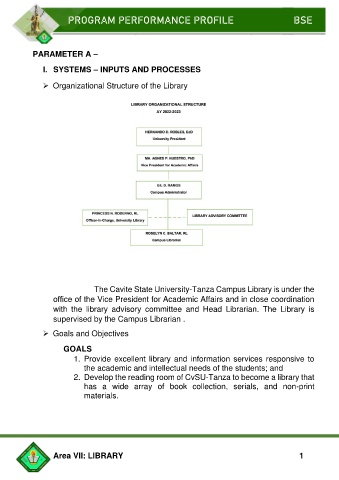 PROGRAM PERFORMANCE PROFILE BSE
PARAMETER A –
I. SYSTEMS – INPUTS AND PROCESSES
➢ Organizational Structure of the Library
LIBRARY ORGANIZATIONAL STRUCTURE
AY 2022-2023
HERNANDO D. ROBLES, EdD
University President
MA. AGNES P. NUESTRO, PhD
Vice President for Academic Affairs
GIL D. RAMOS
Campus Administrator
Officer-in-Charge, University Library
LIBRARY ADVISORY COMMITTEE
ROSELYN C. BALTAR, RL
Campus Librarian
The Cavite State University-Tanza Campus Library is under the
office of the Vice President for Academic Affairs and in close coordination
with the library advisory committee and Head Librarian. The Library is
supervised by the Campus Librarian .
➢ Goals and Objectives
GOALS
1. Provide excellent library and information services responsive to
the academic and intellectual needs of the students; and
2. Develop the reading room of CvSU-Tanza to become a library that
has a wide array of book collection, serials, and non-print
materials.
Area VII: LIBRARY 1